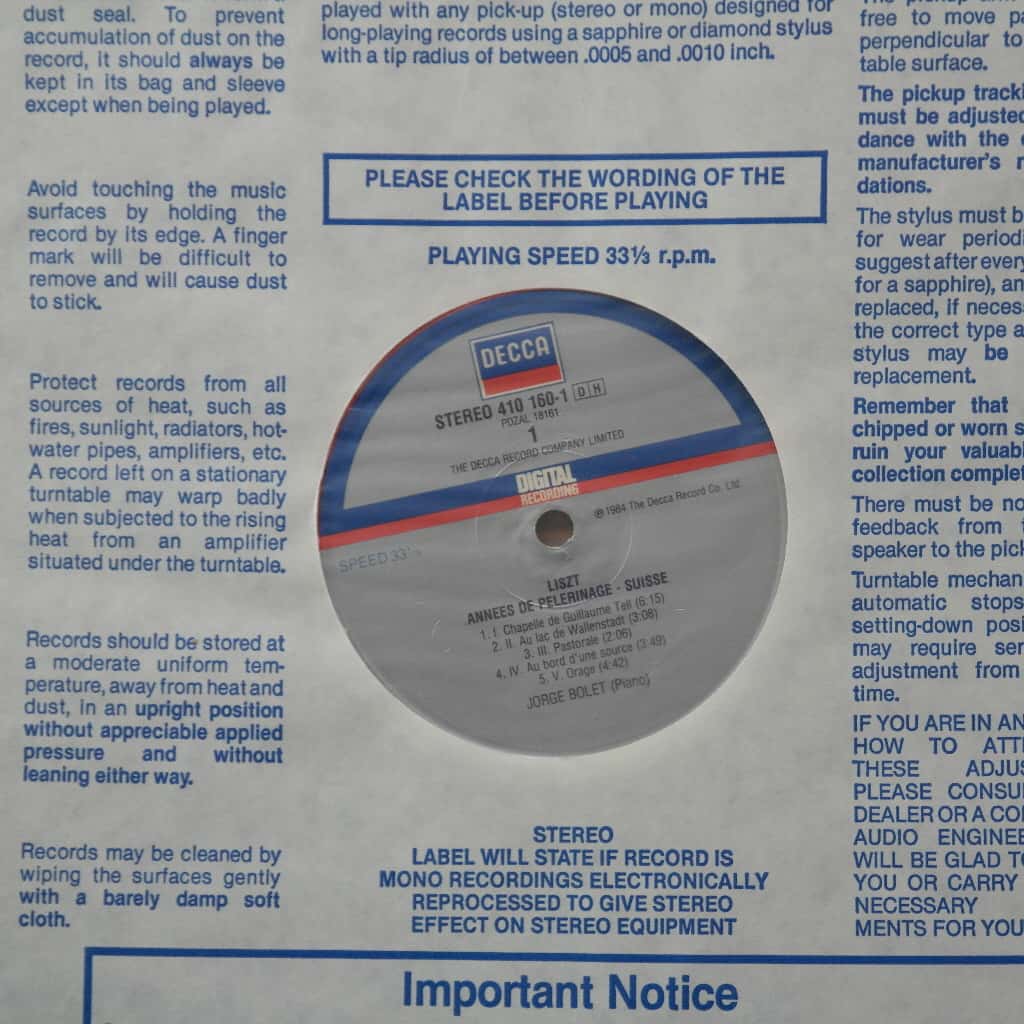 dust seal. To prevent
accumulation of dust on the
record, it should always be
kept in its bag and sleeve
except when being played.
Avoid touching the music
surfaces by holding the
record by its edge. A finger
mark will be difficult to
remove and will cause dust
to stick.
Protect records from all
sources of heat, such as
fires, sunlight, radiators, hot-
water pipes, amplifiers, etc.
A record left on a stationary
turntable may warp badly
when subjected to the rising
heat from an amplifier
situated under the turntable.
Records should be stored at
a moderate uniform tem-
perature, away from heat and
dust, in an upright position
without appreciable applied
pressure and without
leaning either way.
Records may be cleaned by
wiping the surfaces gently
with a barely damp soft
cloth.
played with any pick-up (stereo or mono) designed for
long-playing records using a sapphire or diamond stylus
with a tip radius of between .0005 and .0010 inch.
PLEASE CHECK THE WORDING OF THE
LABEL BEFORE PLAYING
PLAYING SPEED 33⅓ r.p.m.
DECCA
STEREO 410 160-1 DH
PDZAL 18161
1
THE DECCA RECORD COMPANY LIMITED
DIGITAL
RECORDING
℗ 1984 The Decca Record Co. Ltd.
SPEED 33⅓
LISZT
ANNEES DE PELERINAGE - SUISSE
1. I. Chapelle de Guillaume Tell (6:15)
2. II. Au lac de Wallenstadt (3:08)
3. III. Pastorale (2:06)
4. IV. Au bord d'une source (3:49)
5. V. Orage (4:42)
JORGE BOLET (Piano)
STEREO
LABEL WILL STATE IF RECORD IS
MONO RECORDINGS ELECTRONICALLY
REPROCESSED TO GIVE STEREO
EFFECT ON STEREO EQUIPMENT
free to move
perpendicular to
table surface.
The pickup
must be
dance with the
manufacturer's
dations.
The stylus must
for wear
suggest after every
for a sapphire),
replaced, if
the correct type
stylus may be
replacement.
Remember that
chipped or worn
ruin your
collection
There must be no
feedback from
speaker to the
Turntable
automatic stops
setting-down
may require
adjustment from
time.
IF YOU ARE IN
HOW TO
THESE
PLEASE
DEALER OR A
AUDIO
WILL BE GLAD
YOU OR CARRY
NECESSARY
MENTS FOR YOU
Important Notice